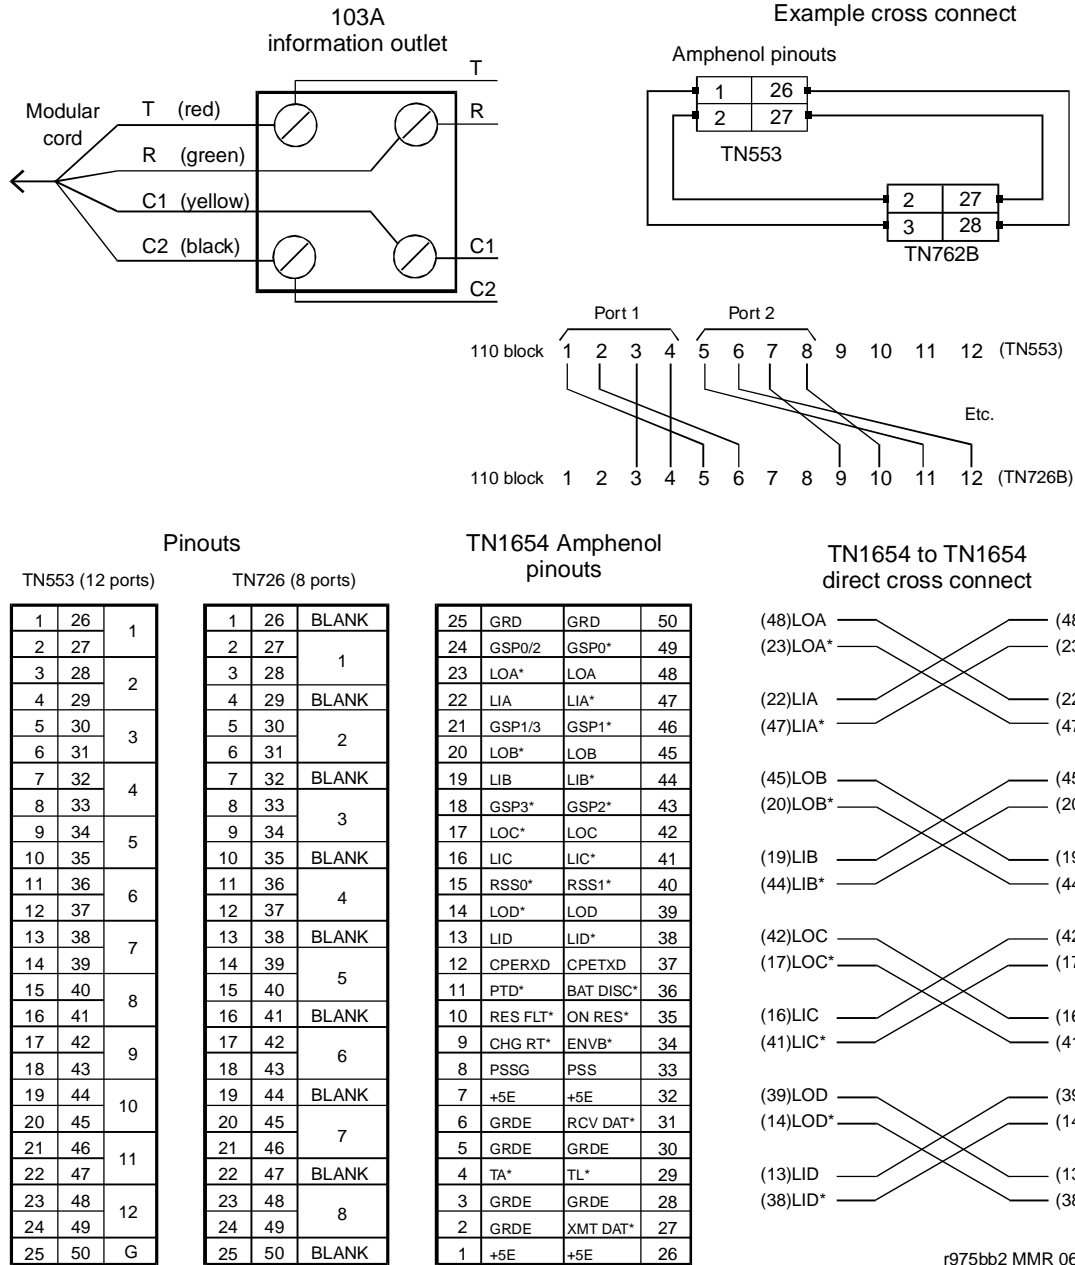 103A
information outlet
Modular
cord
T (red)
R (green)
C1 (yellow)
C2 (black)
T
R
C1
C2
Example cross connect
Amphenol pinouts
1 26
2 27
TN553
2 27
3 28
TN762B
Port 1 Port 2
110 block 1 2 3 4 5 6 7 8 9 10 11 12 (TN553)
Etc.
110 block 1 2 3 4 5 6 7 8 9 10 11 12 (TN726B)
Pinouts
TN553 (12 ports)
1 26 1
2 27
3 28 2
4 29
5 30 3
6 31
7 32 4
8 33
9 34 5
10 35
11 36 6
12 37
13 38 7
14 39
15 40 8
16 41
17 42 9
18 43
19 44 10
20 45
21 46 11
22 47
23 48 12
24 49
25 50 G
TN726 (8 ports)
1 26 BLANK
2 27 1
3 28
4 29 BLANK
5 30 2
6 31
7 32 BLANK
8 33 3
9 34
10 35 BLANK
11 36 4
12 37
13 38 BLANK
14 39 5
15 40
16 41 BLANK
17 42 6
18 43
19 44 BLANK
20 45 7
21 46
22 47 BLANK
23 48 8
24 49
25 50 BLANK
TN1654 Amphenol
pinouts
25 GRD GRD 50
24 GSP0/2 GSP0* 49
23 LOA* LOA 48
22 LIA LIA* 47
21 GSP1/3 GSP1* 46
20 LOB* LOB 45
19 LIB LIB* 44
18 GSP3* GSP2* 43
17 LOC* LOC 42
16 LIC LIC* 41
15 RSS0* RSS1* 40
14 LOD* LOD 39
13 LID LID* 38
12 CPERXD CPETXD 37
11 PTD* BAT DISC* 36
10 RES FLT* ON RES* 35
9 CHG RT* ENVB* 34
8 PSSG PSS 33
7 +5E +5E 32
6 GRDE RCV DAT* 31
5 GRDE GRDE 30
4 TA* TL* 29
3 GRDE GRDE 28
2 GRDE XMT DAT* 27
1 +5E +5E 26
TN1654 to TN1654
direct cross connect
(48)LOA
(23)LOA*
(22)LIA
(47)LIA*
(45)LOB
(20)LOB*
(19)LIB
(44)LIB*
(42)LOC
(17)LOC*
(16)LIC
(41)LIC*
(39)LOD
(14)LOD*
(13)LID
(38)LID*
r975bb2 MMR 06